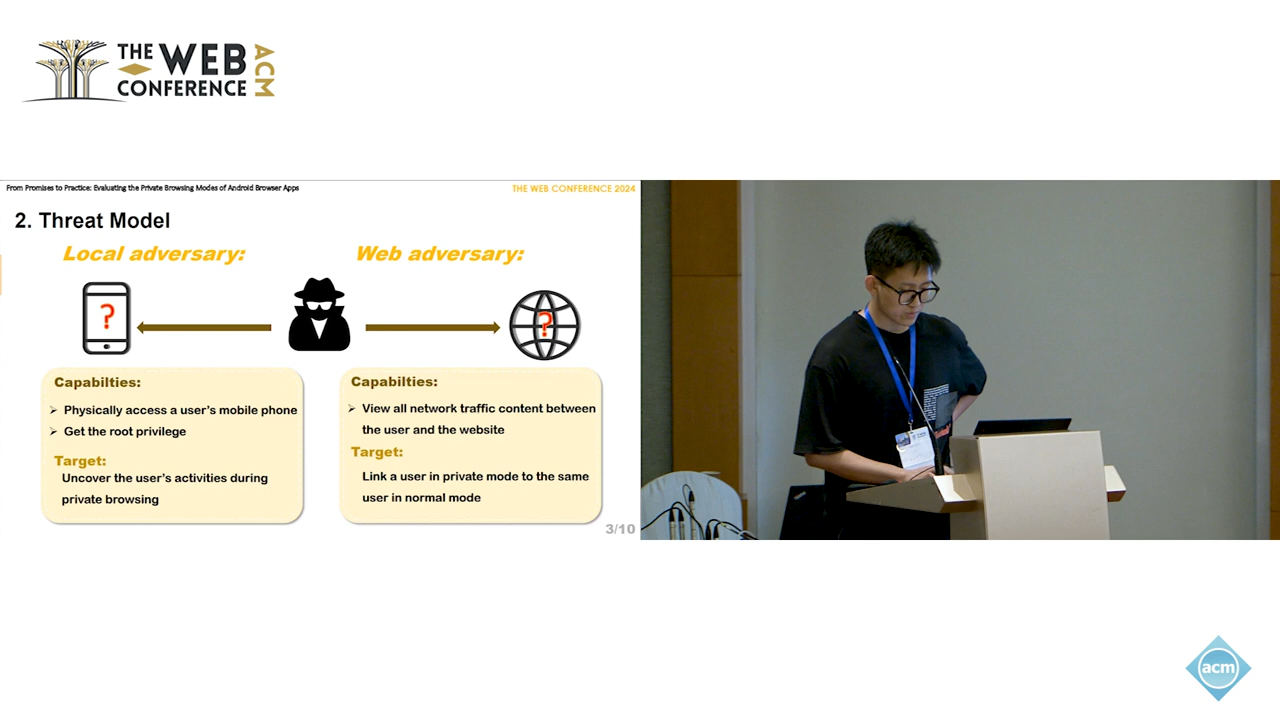 THE WEB
CONFERENCE
ACM
From Promises to Practice: Evaluating the Private Browsing Modes of Android Browser Apps
THE WEB CONFERENCE 2024
2. Threat Model
Local adversary:
Web adversary:
?
?
Capabilties:
➢ Physically access a user's mobile phone
➢ Get the root privilege
Target:
Uncover the user's activities during
private browsing
Capabilties:
➢ View all network traffic content between
the user and the website
Target:
Link a user in private mode to the same
user in normal mode
3/10
acm